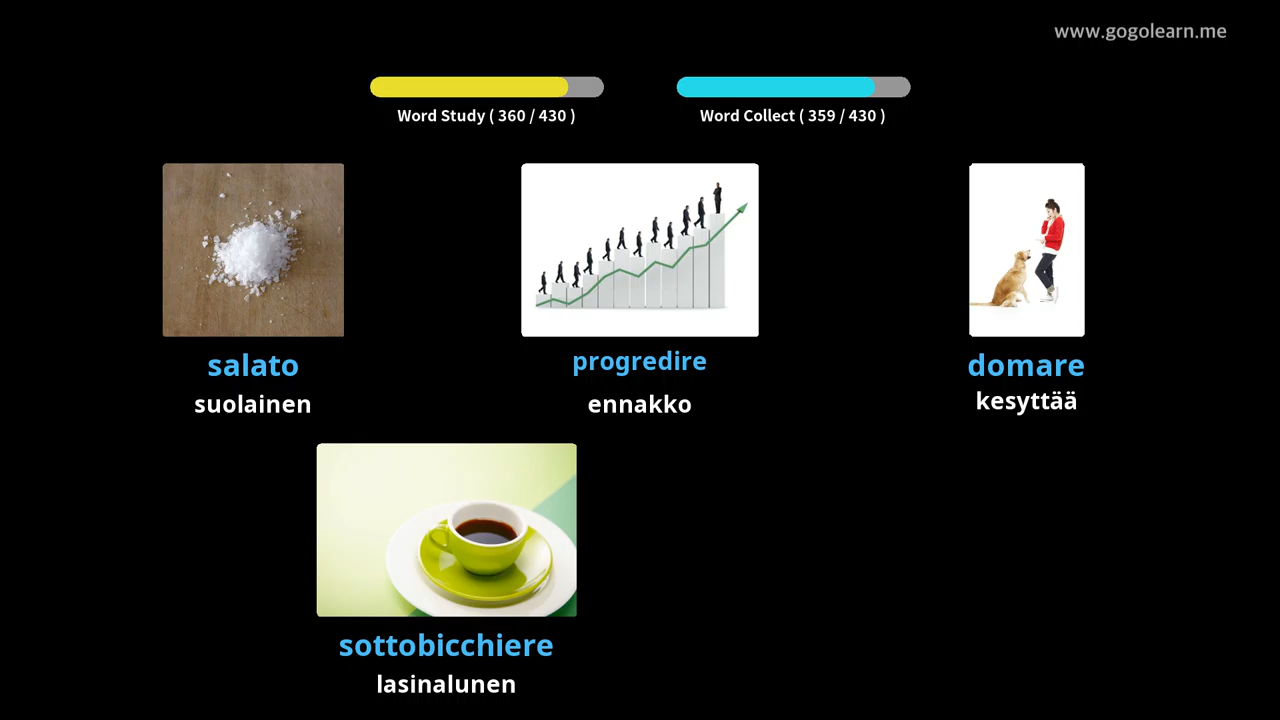 www.gogolearn.me
Word Study ( 360 / 430 )
Word Collect ( 359 / 430 )
salato
suolainen
progredire
ennakko
domare
kesyttää
sottobicchiere
lasinalunen